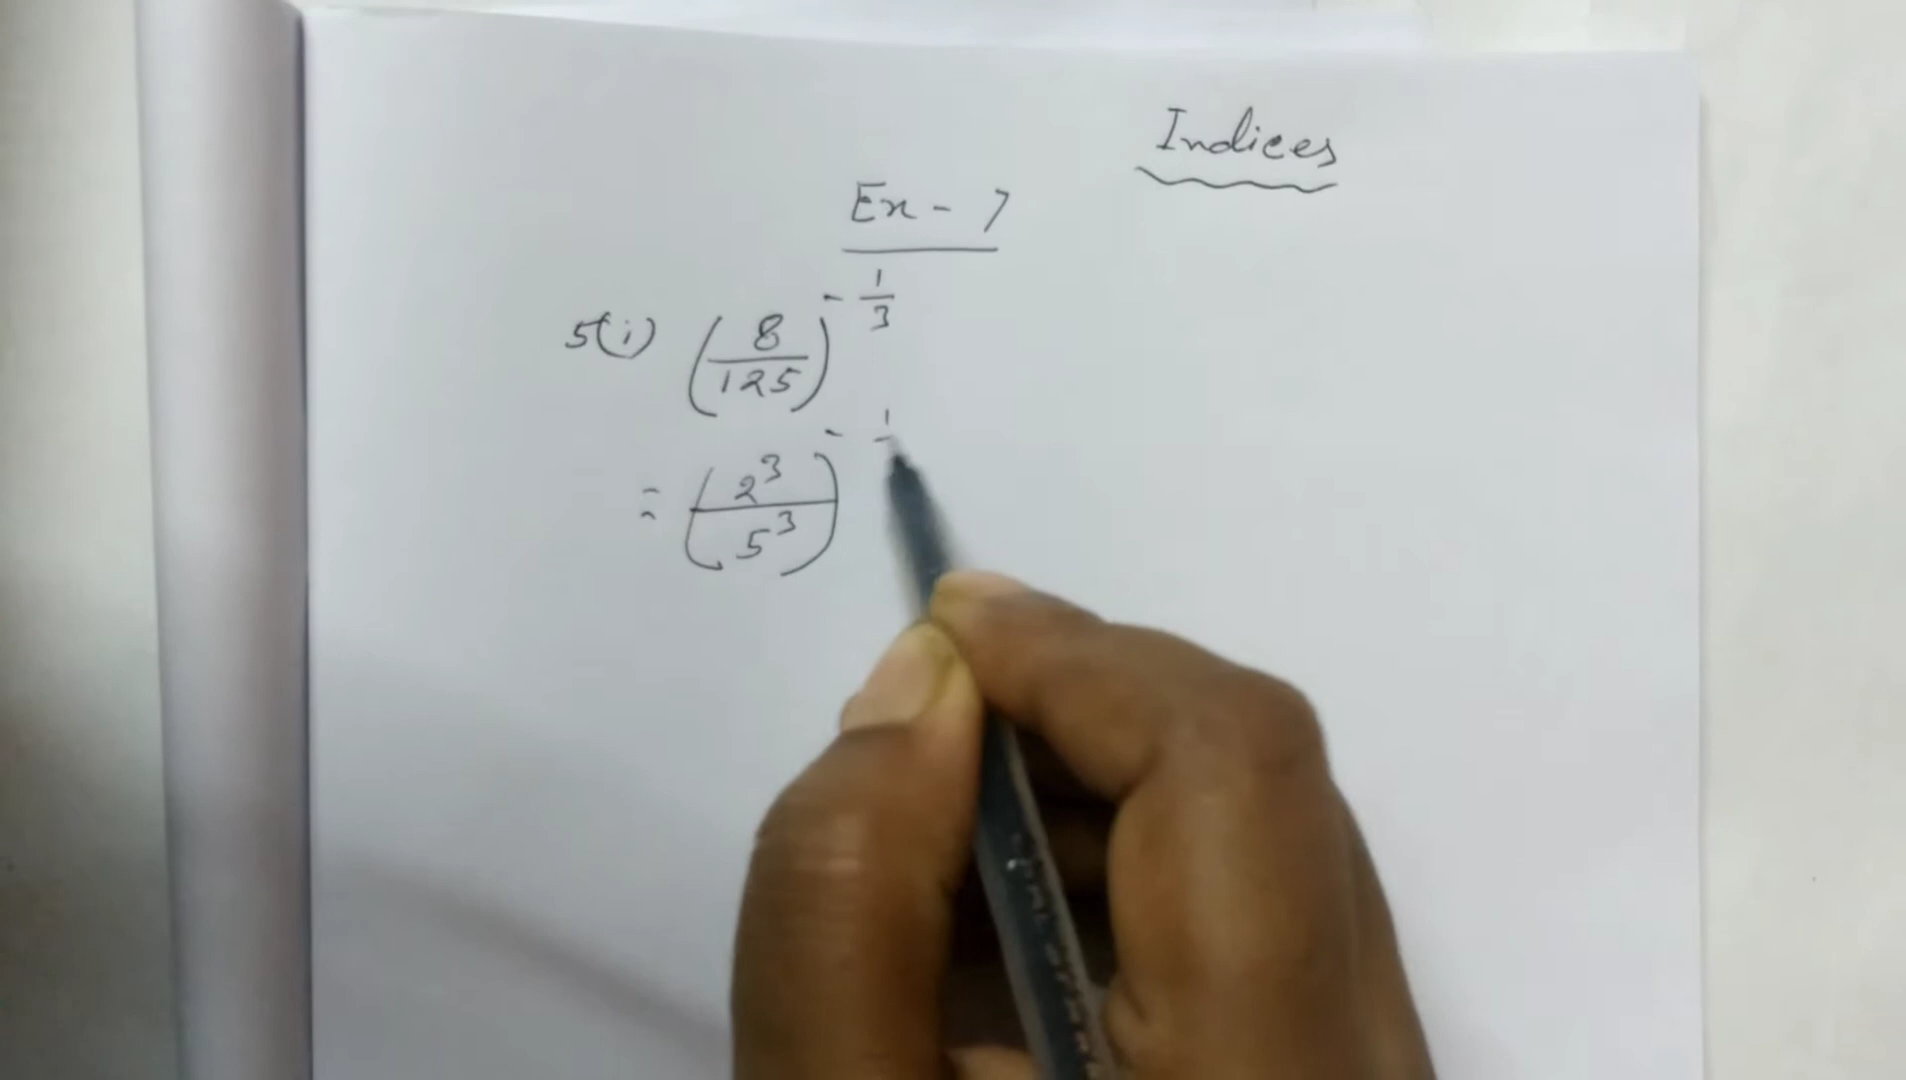 Indices
Ex - 7
5(i) (8/125)^(-1/3)
= (2^3/5^3)^(-1